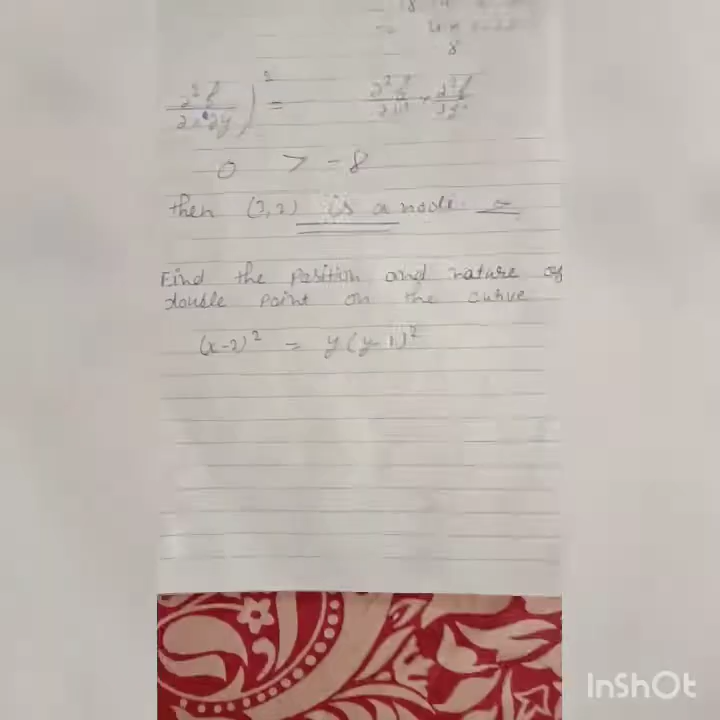 8
∂²f/∂x∂y)² = ∂²f/∂x² × ∂²f/∂y²
0 > -8
then (2,2) is a node.
Find the position and nature of
double point on the curve
(x-2)² = y(y-1)²
InShOt